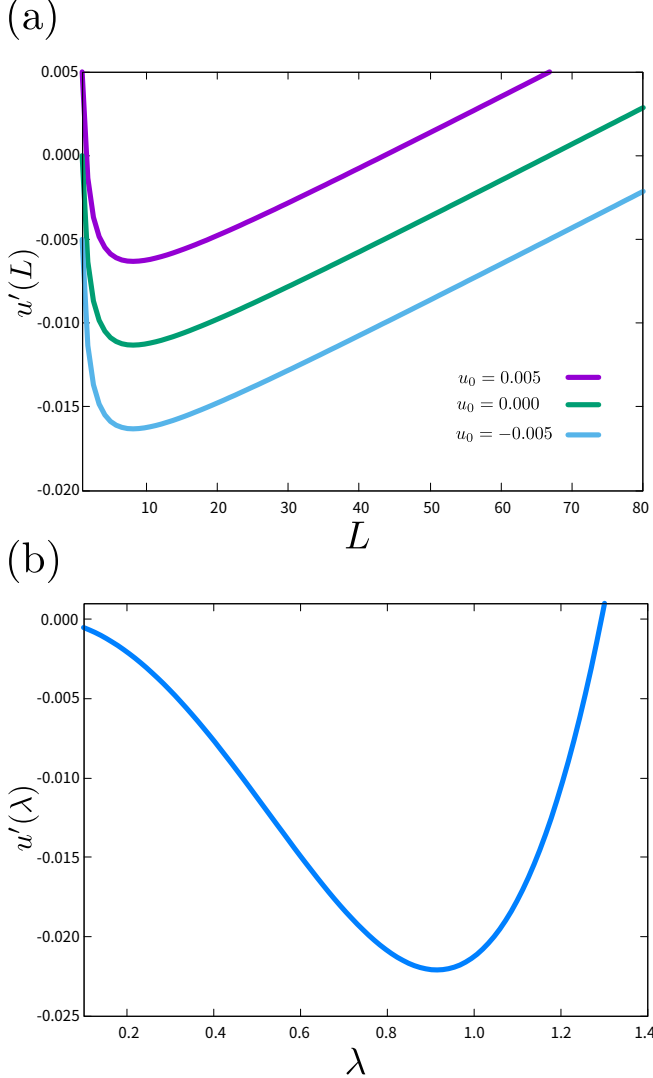 (a)
0.005
0.000
-0.005
-0.010
-0.015
-0.020
u′(L)
u₀ = 0.005
u₀ = 0.000
u₀ = −0.005
10 20 30 40 50 60 70 80
L
(b)
0.000
-0.005
-0.010
-0.015
-0.020
-0.025
u′(λ)
0.2 0.4 0.6 0.8 1.0 1.2 1.4
λ